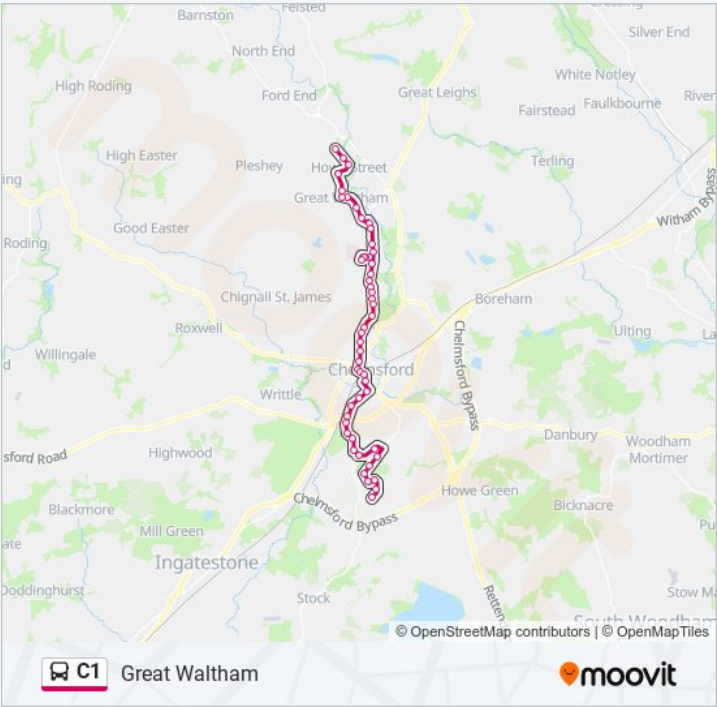 Barnston
Felsted
North End
Silver End
White Notley
High Roding
Ford End
Great Leighs
Faulkbourne
Fairstead
High Easter
Pleshey
Terling
Good Easter
Roding
Witham Bypass
Chignall St. James
Boreham
Roxwell
Ulting
Willingale
Chelmsford
Chelmsford Bypass
Writtle
Danbury
Woodham
Mortimer
sford Road
Highwood
Howe Green
Bicknacre
Blackmore
Chelmsford Bypass
Mill Green
Ingatestone
Doddinghurst
Stock
Retten
Stow M
South Woodham
© OpenStreetMap contributors | © OpenMapTiles
C1 Great Waltham
moovit